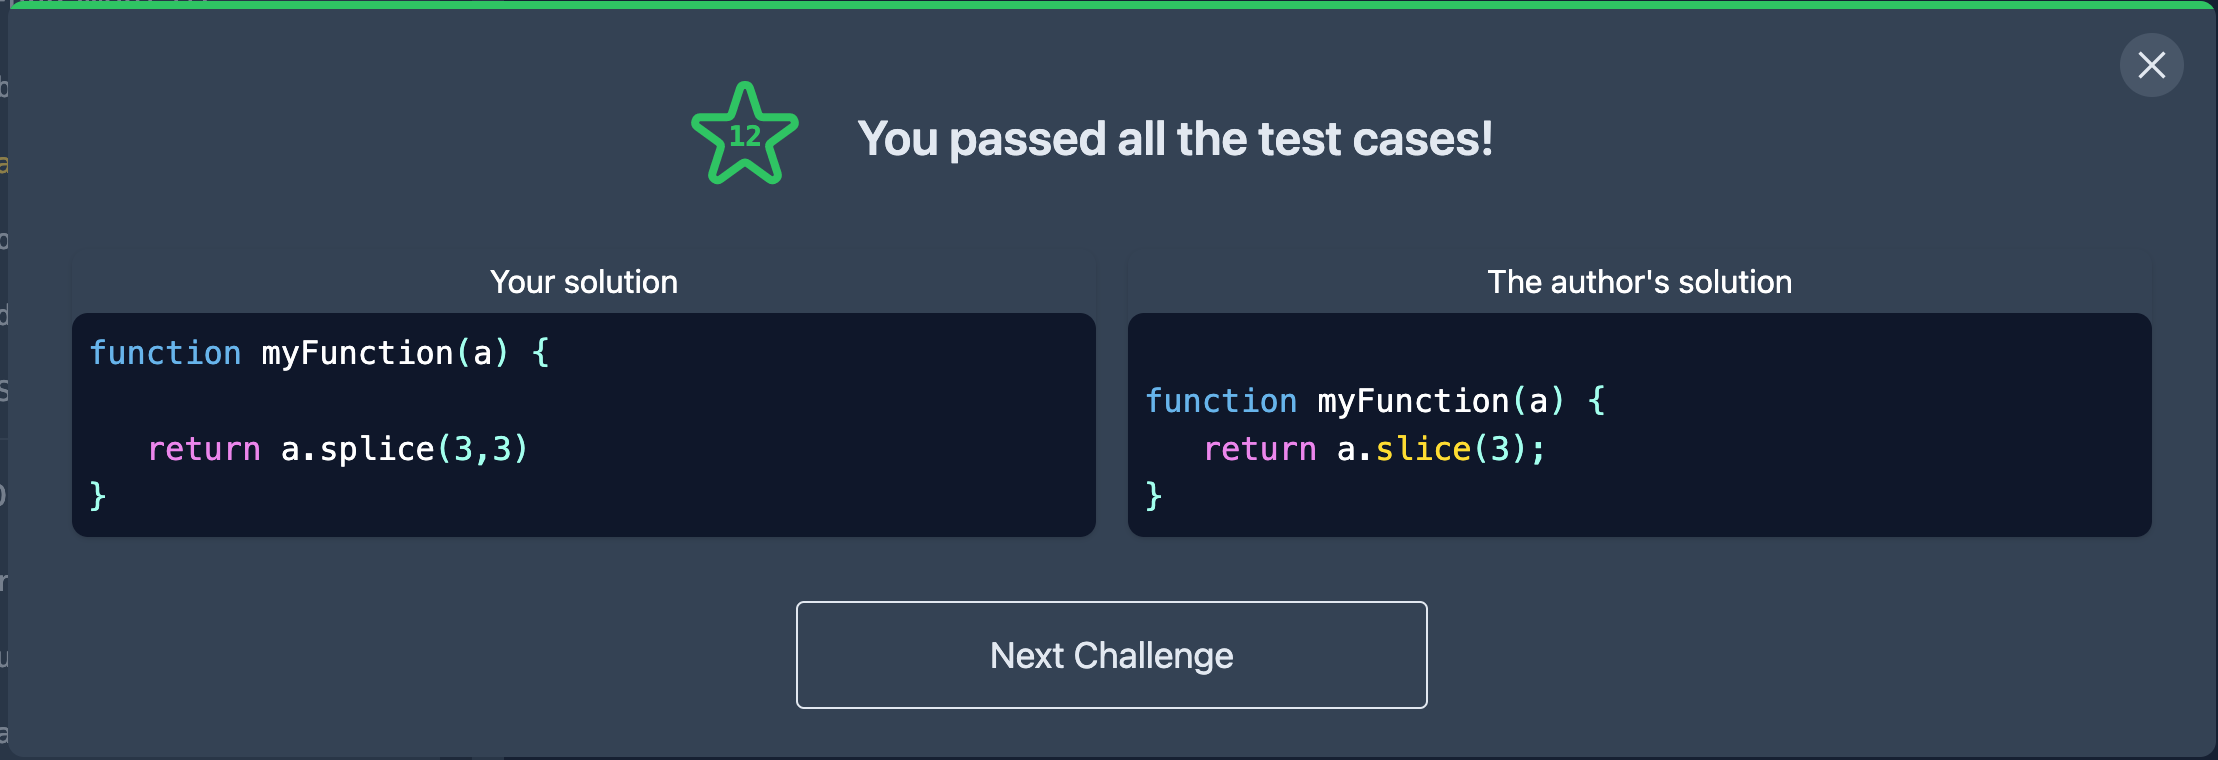 12
You passed all the test cases!
Your solution
function myFunction(a) {
return a.splice(3,3)
}
The author's solution
function myFunction(a) {
return a.slice(3);
}
Next Challenge